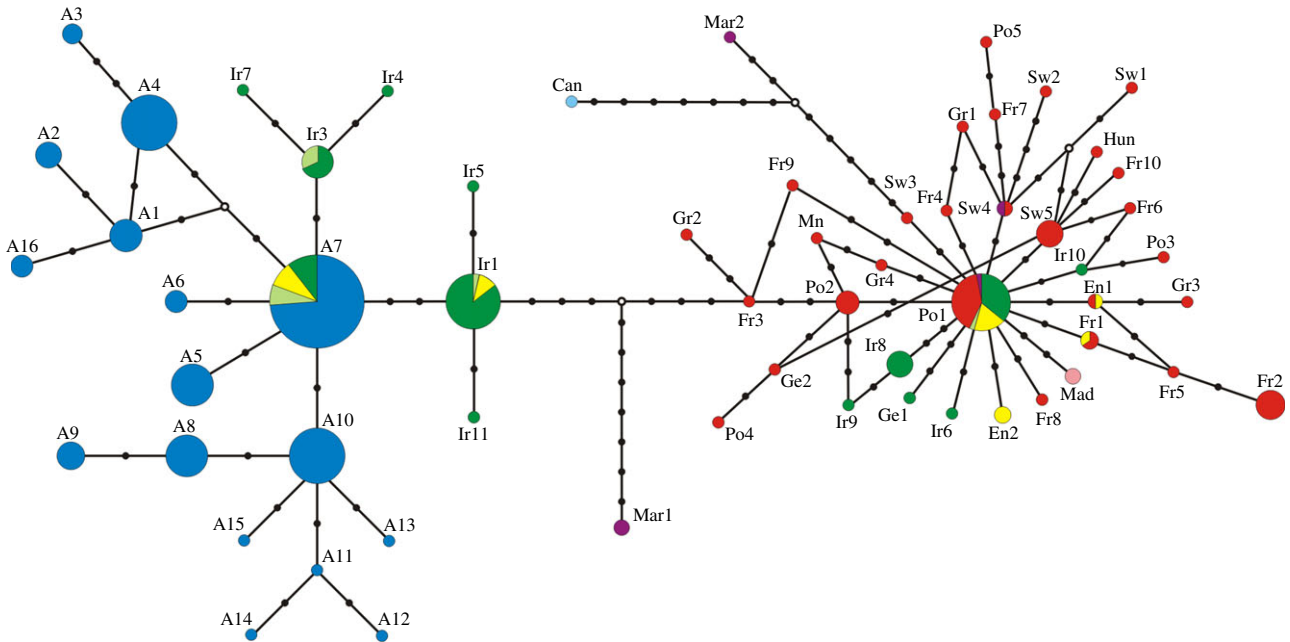 A3
Mar2
Po5
Ir7
Ir4
A4
Can
Sw2
Sw1
Gr1
Fr7
A2
Ir3
Hun
Fr10
Fr9
Ir5
Sw3
Fr4
A1
Gr2
Mn
Sw4
Sw5
Fr6
A16
A7
Ir1
Ir10
Po3
A6
Gr4
Po2
En1
Fr3
Po1
Gr3
Fr1
A5
Ir8
Ge2
Mad
Fr5
Fr2
A10
Po4
Ir9
Ge1
Ir6
En2
Fr8
A9
A8
Ir11
Mar1
A15
A13
A11
A14
A12